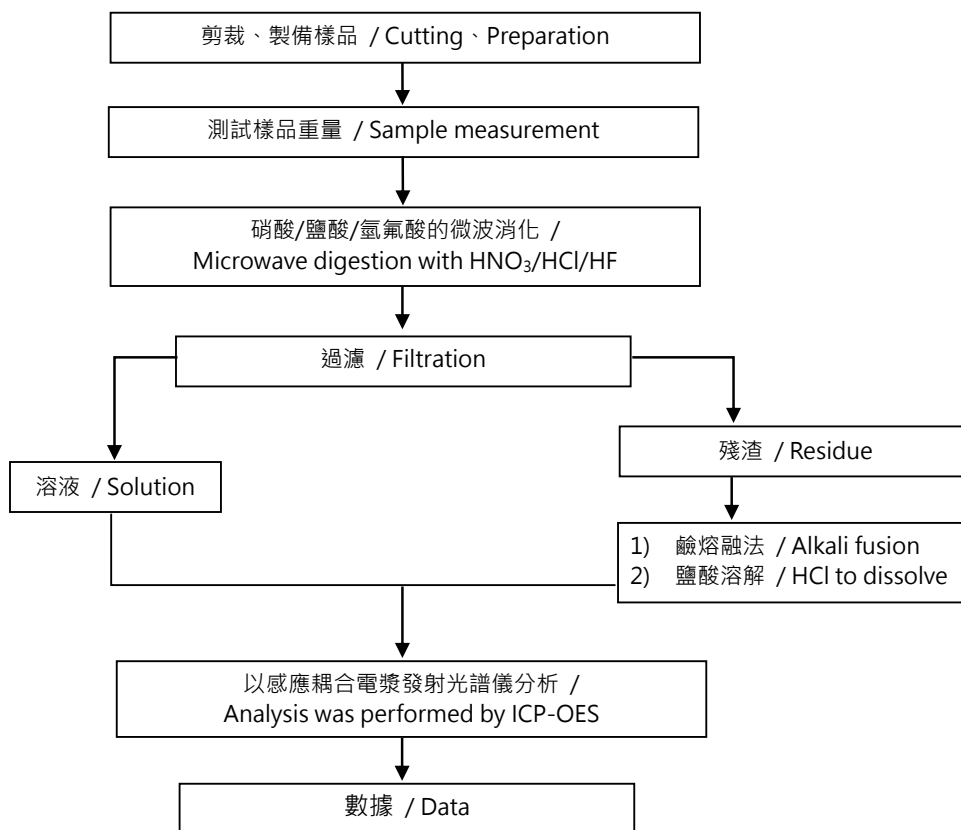 剪裁、製備樣品 / Cutting、Preparation
測試樣品重量 / Sample measurement
硝酸/鹽酸/氫氟酸的微波消化 /
Microwave digestion with HNO₃/HCl/HF
過濾 / Filtration
溶液 / Solution
殘渣 / Residue
1) 鹼熔融法 / Alkali fusion
2) 鹽酸溶解 / HCl to dissolve
以感應耦合電漿發射光譜儀分析 /
Analysis was performed by ICP-OES
數據 / Data